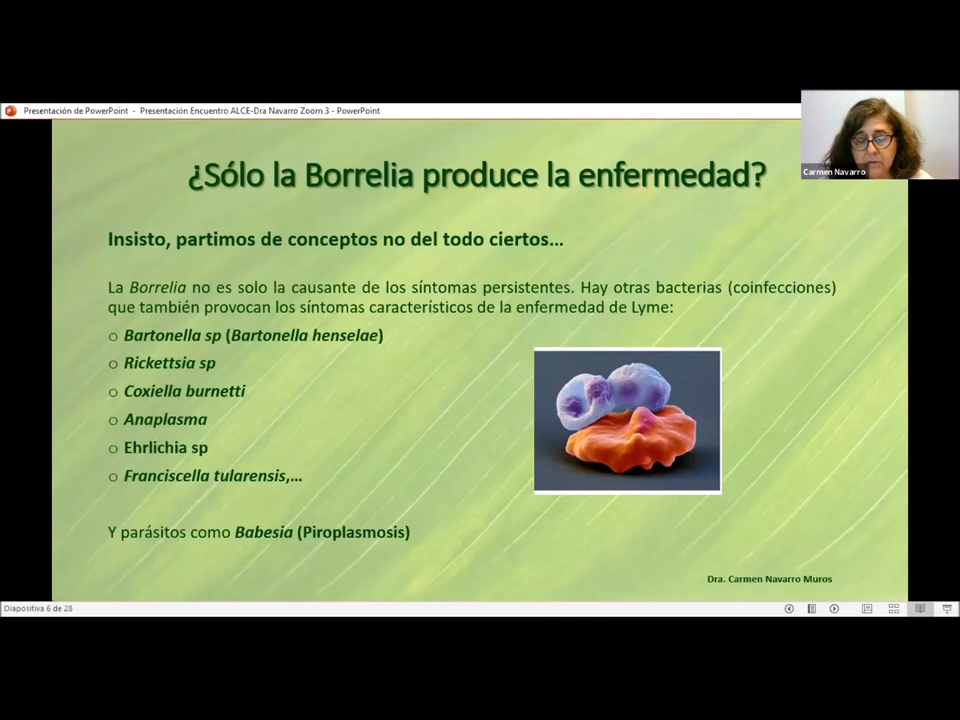 Presentación de PowerPoint - Presentación Encuentro ALCE-Dra Navarro Zoom 3 - PowerPoint
Carmen Navarro
¿Sólo la Borrelia produce la enfermedad?
Insisto, partimos de conceptos no del todo ciertos...
La Borrelia no es solo la causante de los síntomas persistentes. Hay otras bacterias (coinfecciones)
que también provocan los síntomas característicos de la enfermedad de Lyme:
o Bartonella sp (Bartonella henselae)
o Rickettsia sp
o Coxiella burnetti
o Anaplasma
o Ehrlichia sp
o Franciscella tularensis,...
Y parásitos como Babesia (Piroplasmosis)
Dra. Carmen Navarro Muros
Diapositiva 6 de 28